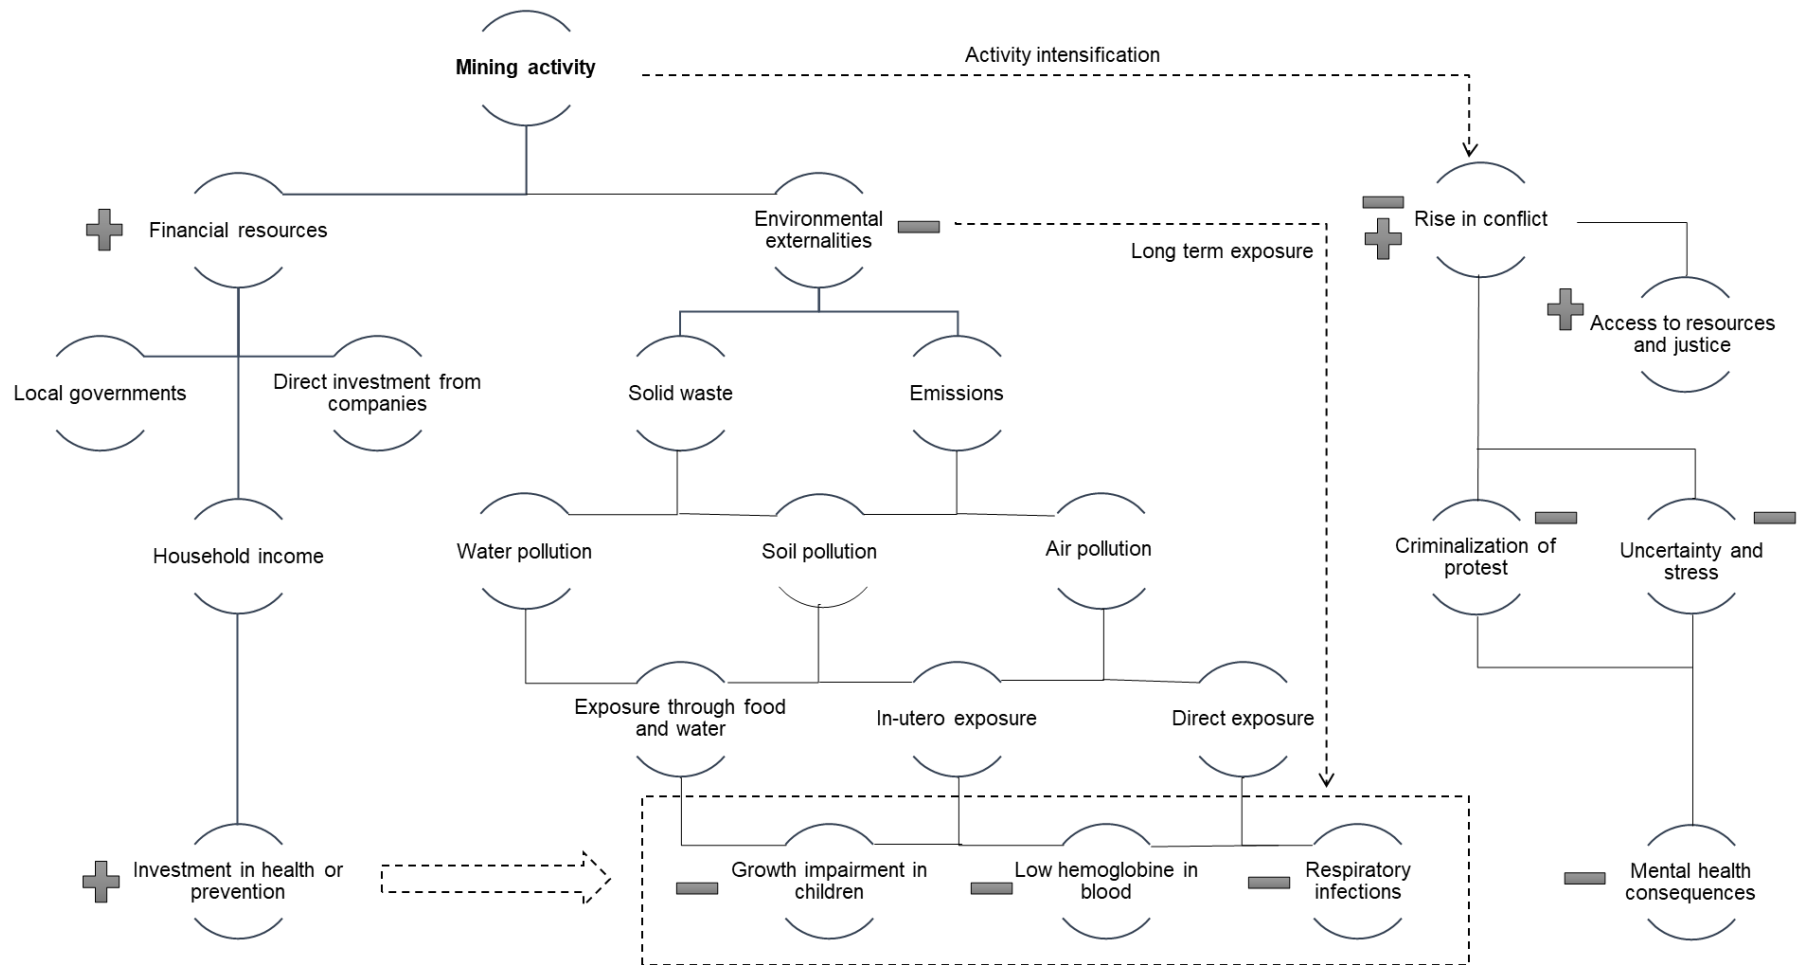 Mining activity
Activity intensification
Financial resources
Environmental
externalities
Long term exposure
Rise in conflict
Access to resources
and justice
Local governments
Direct investment from
companies
Solid waste
Emissions
Household income
Water pollution
Soil pollution
Air pollution
Criminalization of
protest
Uncertainty and
stress
Exposure through food
and water
In-utero exposure
Direct exposure
Investment in health or
prevention
Growth impairment in
children
Low hemoglobine in
blood
Respiratory
infections
Mental health
consequences